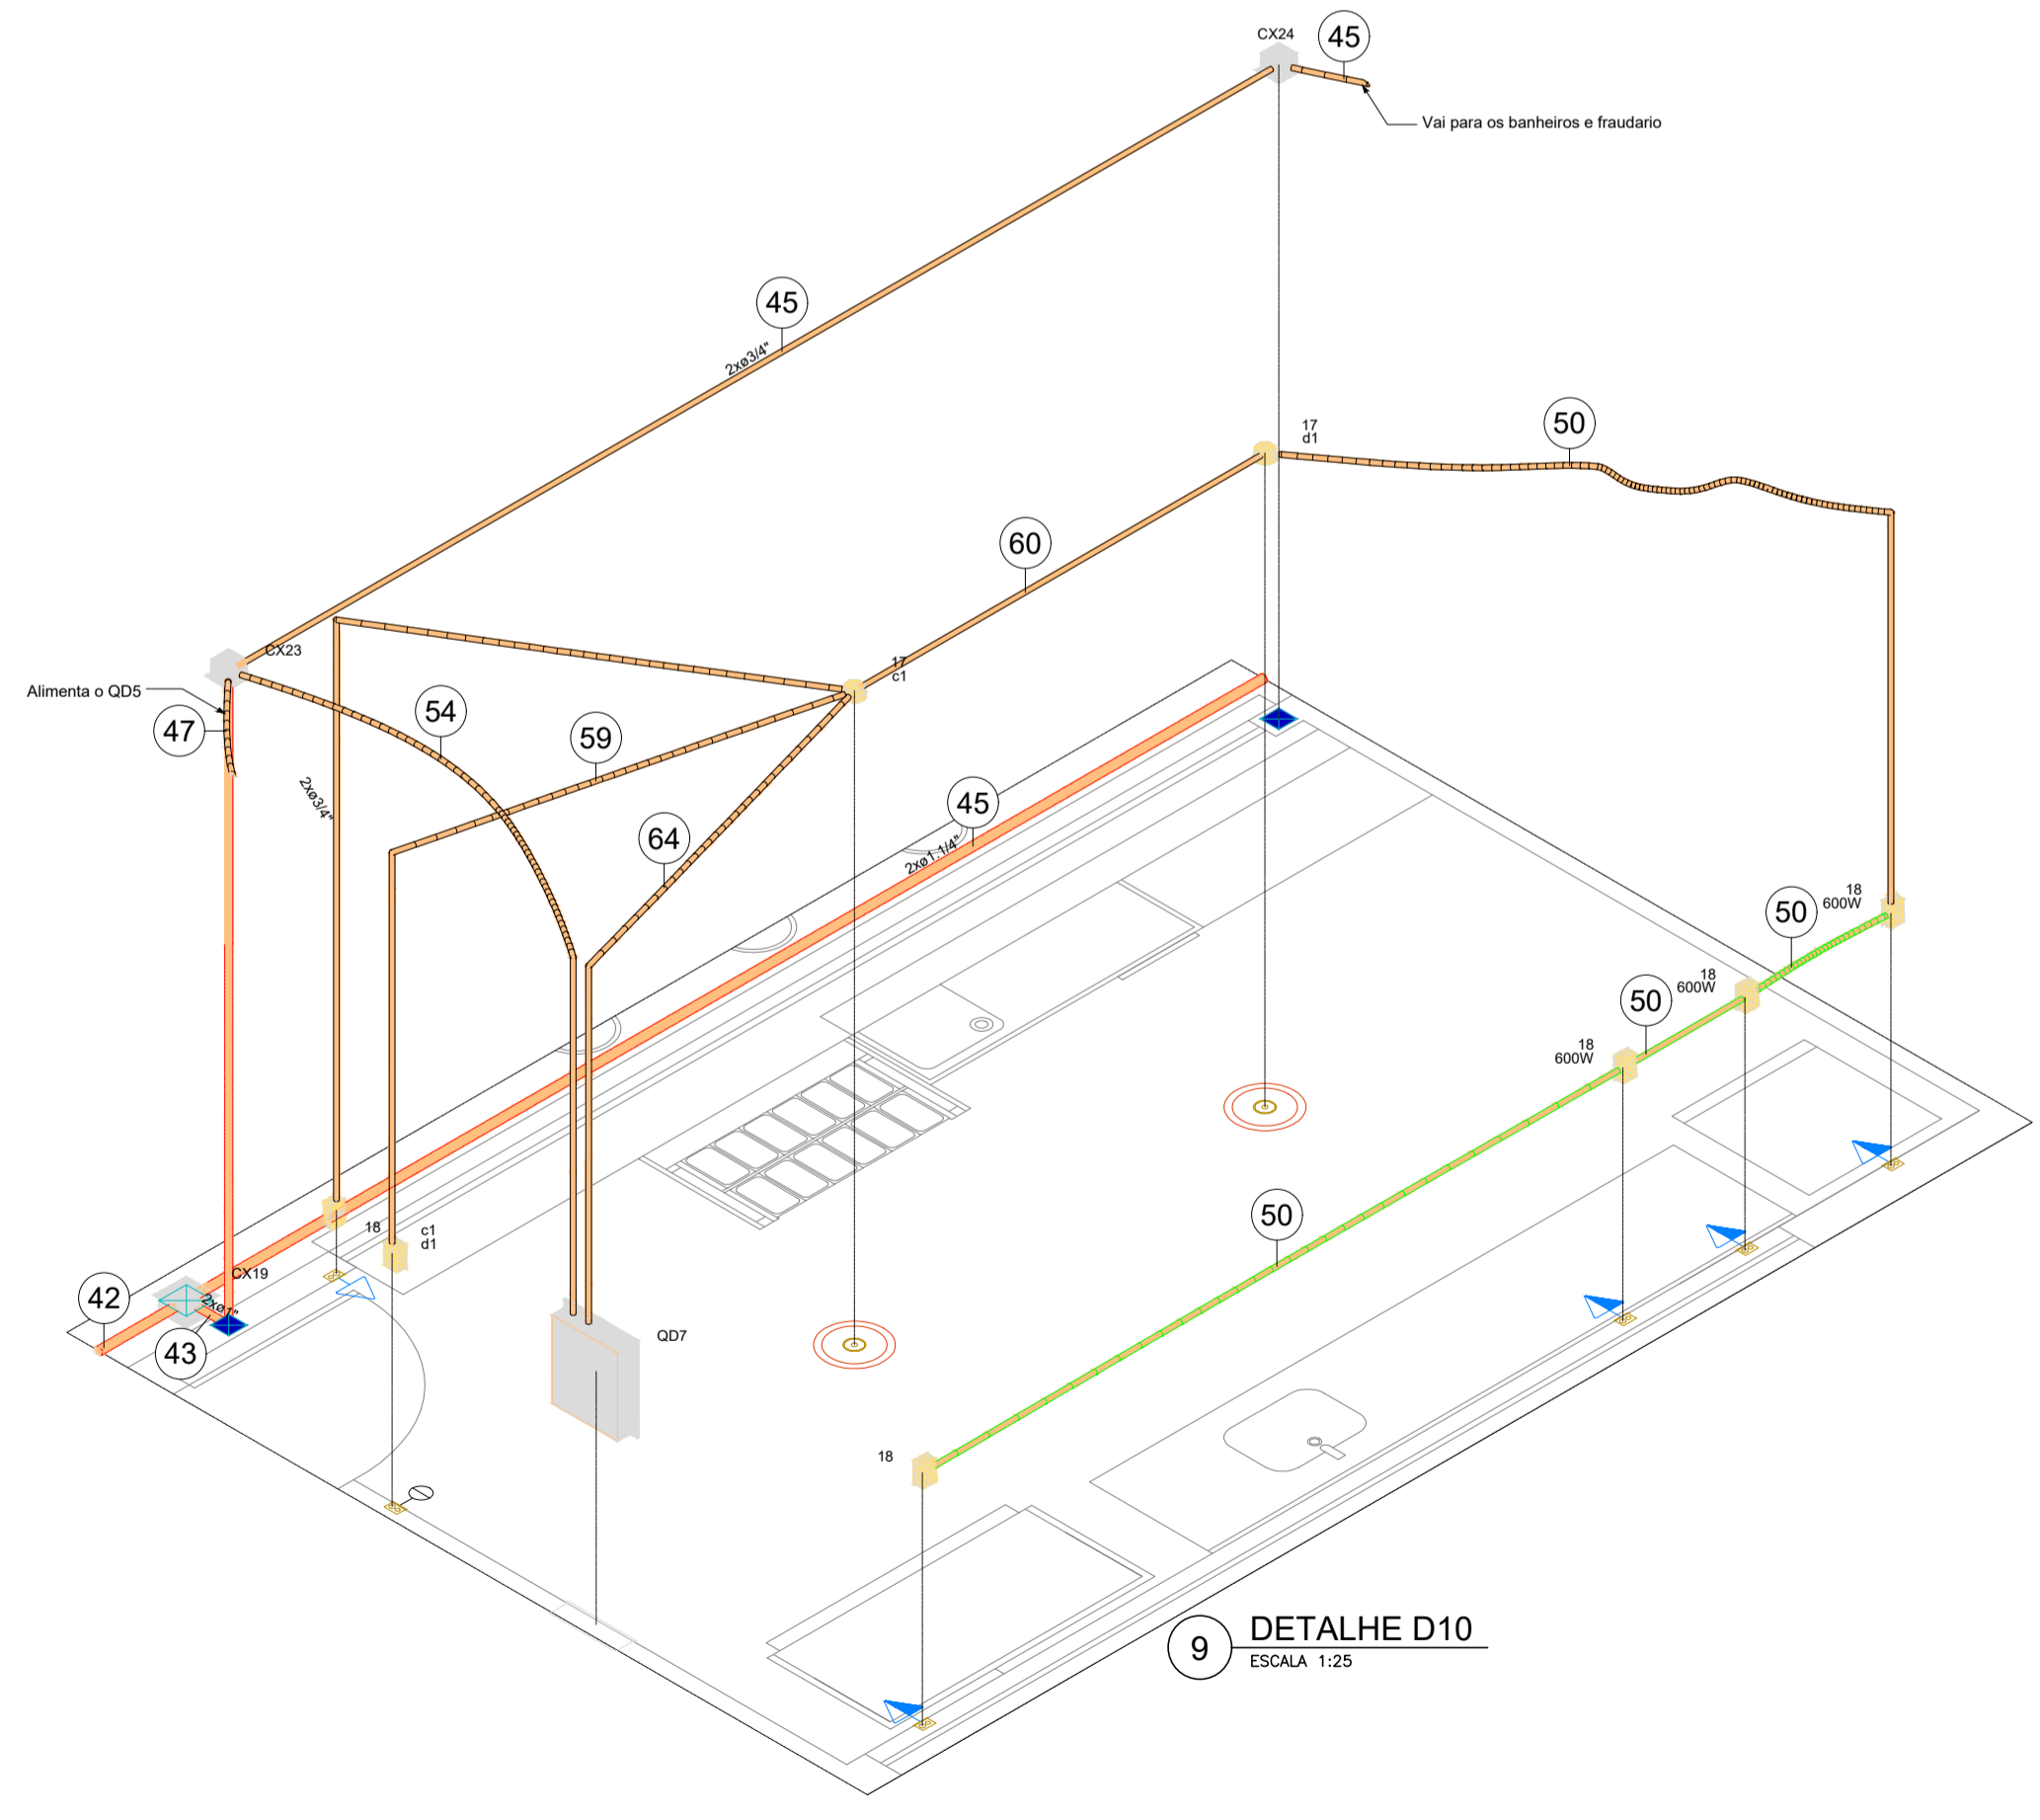 CX24
45
Vai para os banheiros e fraudario
45
2xø3/4"
17
d1
50
60
CX23
17
c1
Alimenta o QD5
47
54
59
2xø3/4"
45
2xø1.1/4"
64
18
600W
50
18
600W
50
18
600W
50
18
c1
d1
CX19
2xø1"
42
43
QD7
18
9
DETALHE D10
ESCALA 1:25